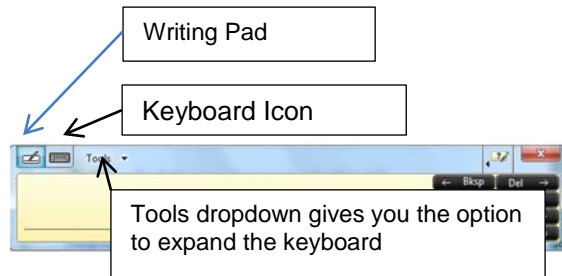 Writing Pad
Keyboard Icon
Tools
← Bksp Del →
Tools dropdown gives you the option
to expand the keyboard